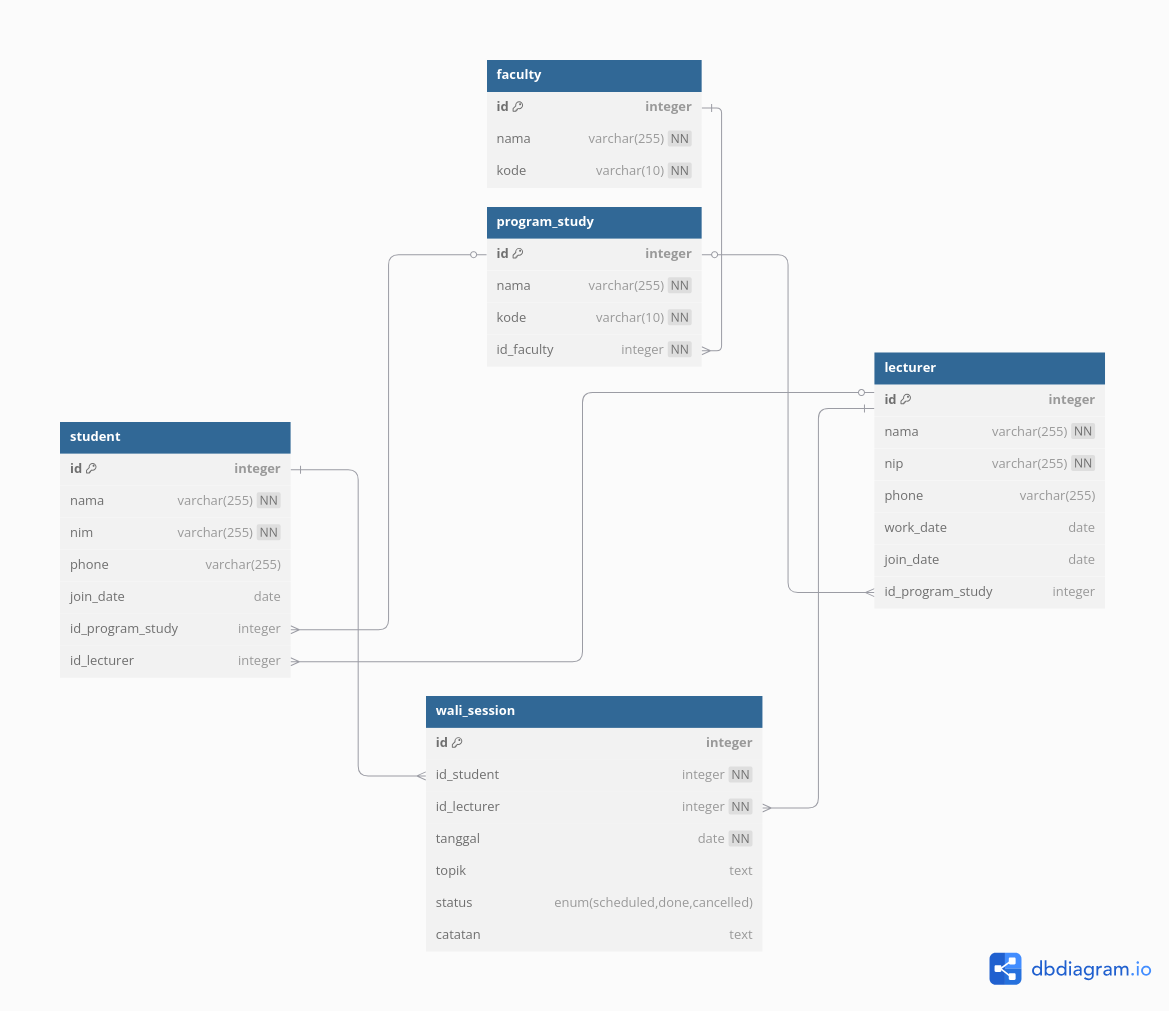 faculty
id integer
nama varchar(255) NN
kode varchar(10) NN
program_study
id integer
nama varchar(255) NN
kode varchar(10) NN
id_faculty integer NN
lecturer
id integer
nama varchar(255) NN
nip varchar(255) NN
phone varchar(255)
work_date date
join_date date
id_program_study integer
student
id integer
nama varchar(255) NN
nim varchar(255) NN
phone varchar(255)
join_date date
id_program_study integer
id_lecturer integer
wali_session
id integer
id_student integer NN
id_lecturer integer NN
tanggal date NN
topik text
status enum(scheduled,done,cancelled)
catatan text
dbdiagram.io